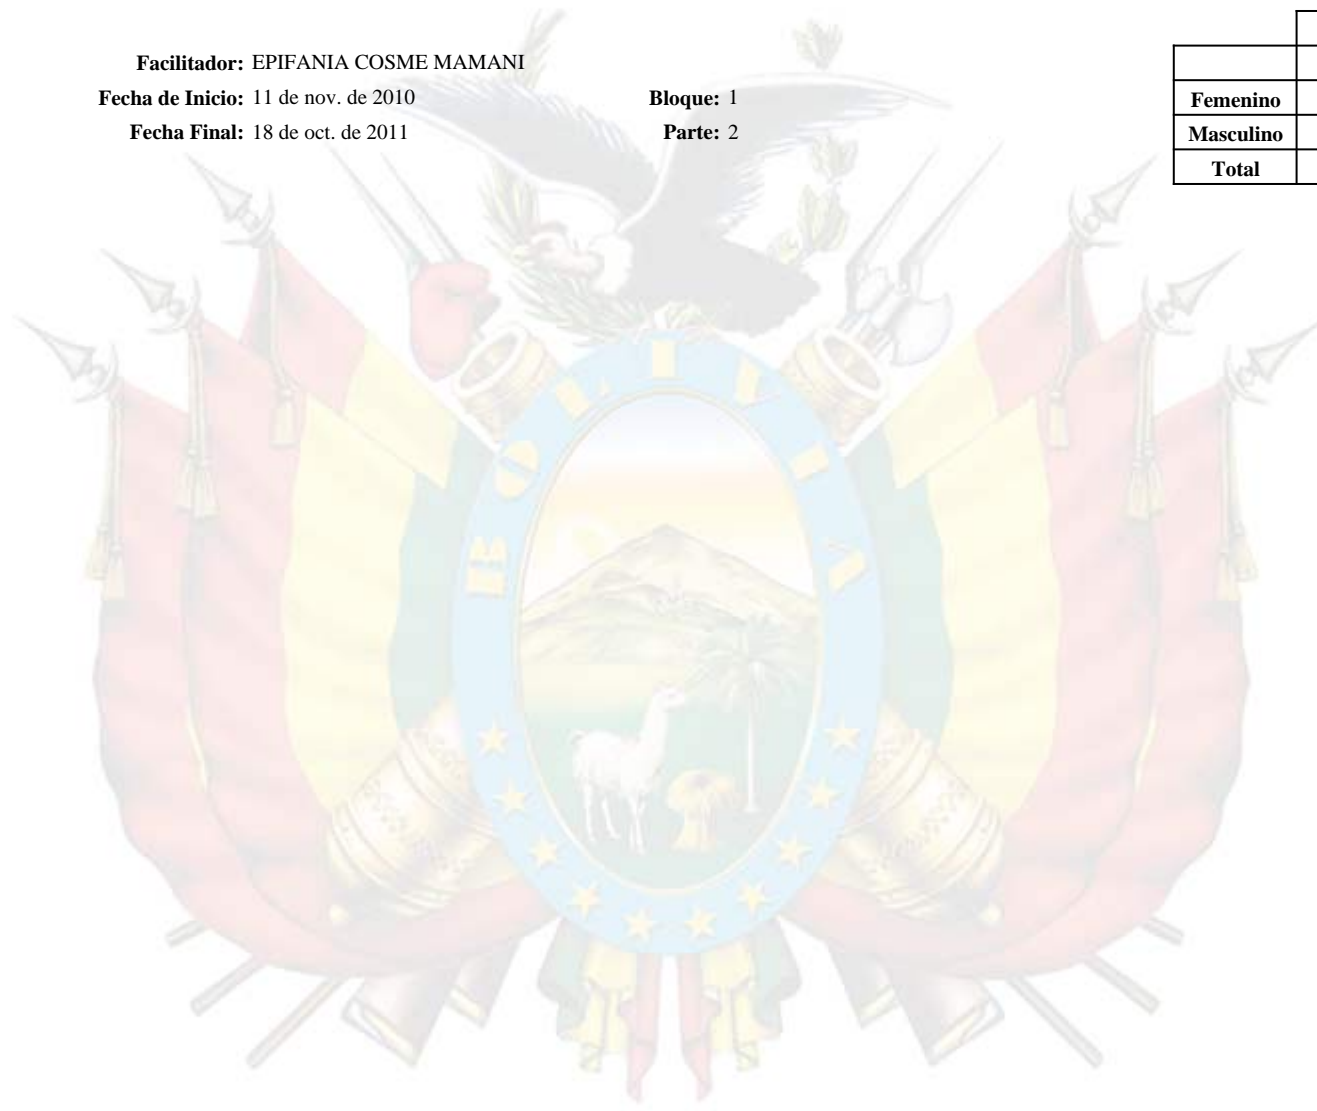 Facilitador: EPIFANIA COSME MAMANI
Fecha de Inicio: 11 de nov. de 2010 Bloque: 1
Fecha Final: 18 de oct. de 2011 Parte: 2
Femenino
Masculino
Total
BOLIVIA